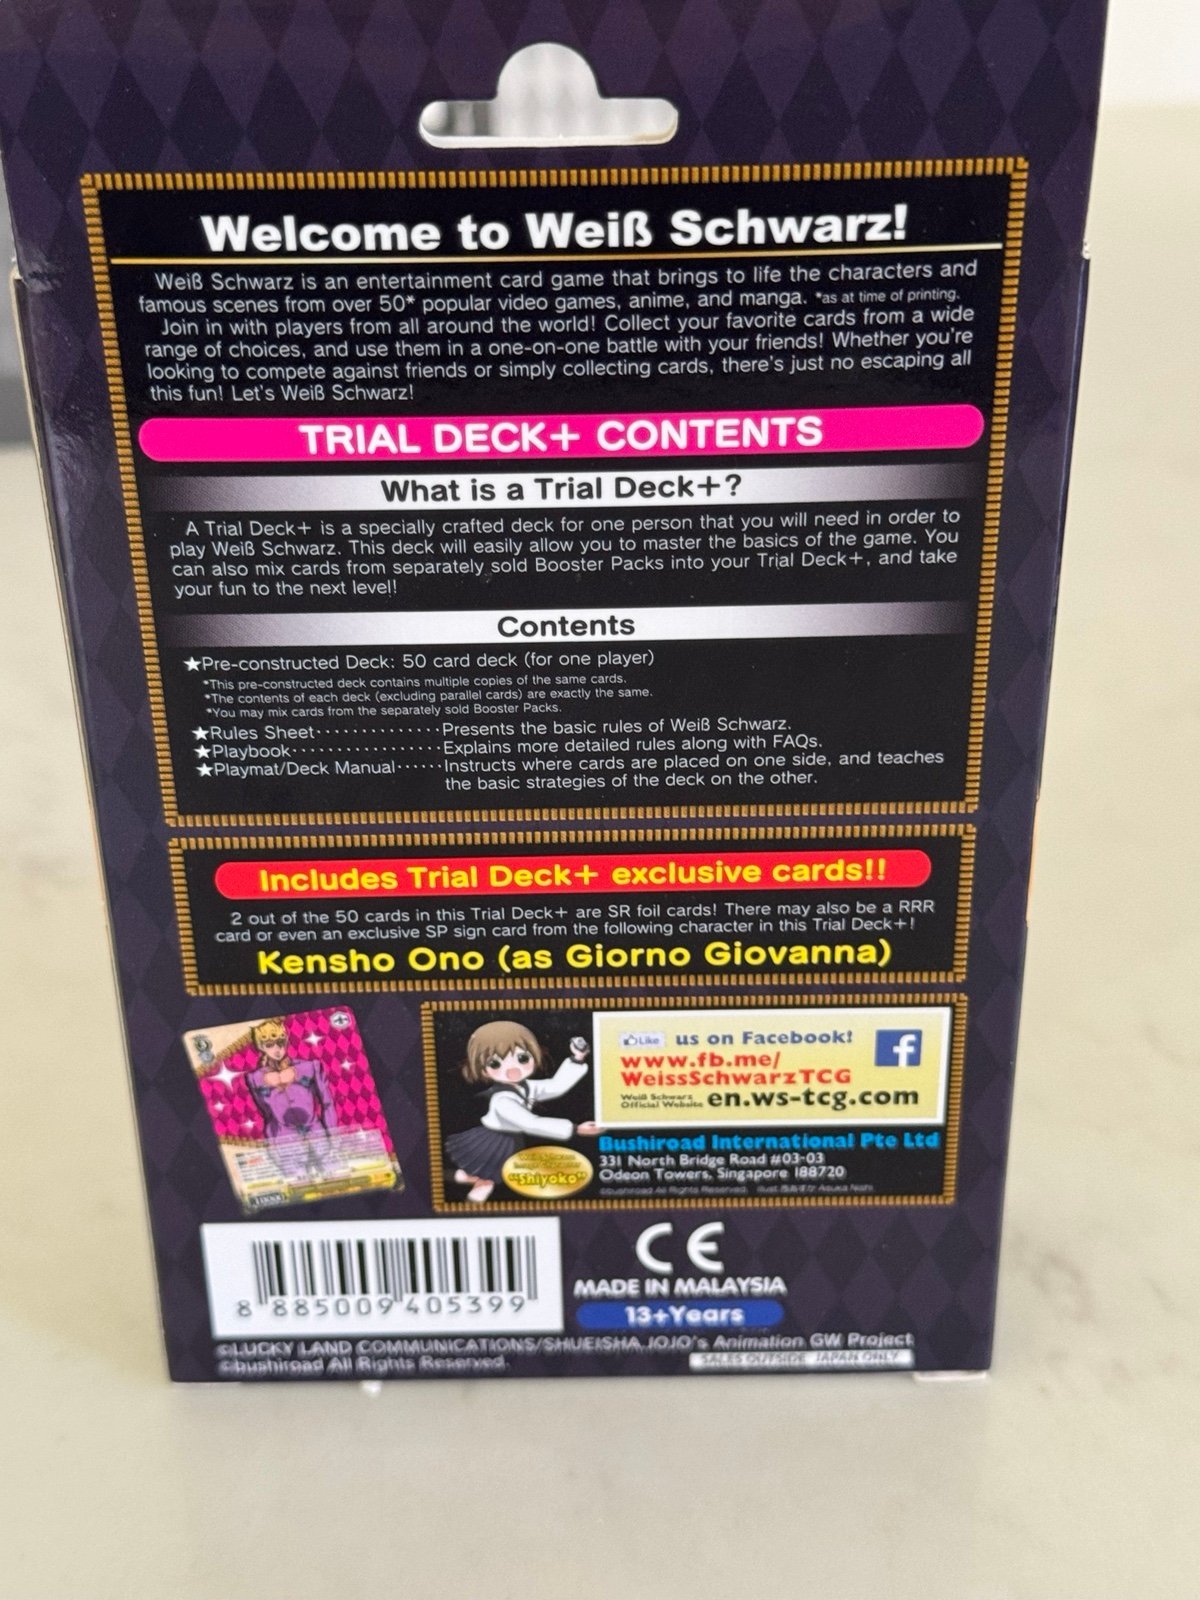 Welcome to Weiß Schwarz!
Weiß Schwarz is an entertainment card game that brings to life the characters and
famous scenes from over 50* popular video games, anime, and manga. *as at time of printing.
Join in with players from all around the world! Collect your favorite cards from a wide
range of choices, and use them in a one-on-one battle with your friends! Whether you're
looking to compete against friends or simply collecting cards, there's just no escaping all
this fun! Let's Weiß Schwarz!
TRIAL DECK+ CONTENTS
What is a Trial Deck+?
A Trial Deck+ is a specially crafted deck for one person that you will need in order to
play Weiß Schwarz. This deck will easily allow you to master the basics of the game. You
can also mix cards from separately sold Booster Packs into your Trial Deck+, and take
your fun to the next level!
Contents
★Pre-constructed Deck: 50 card deck (for one player)
*This pre-constructed deck contains multiple copies of the same cards.
*The contents of each deck (excluding parallel cards) are exactly the same.
*You may mix cards from the separately sold Booster Packs.
★Rules Sheet··············Presents the basic rules of Weiß Schwarz.
★Playbook·················Explains more detailed rules along with FAQs.
★Playmat/Deck Manual······Instructs where cards are placed on one side, and teaches
the basic strategies of the deck on the other.
Includes Trial Deck+ exclusive cards!!
2 out of the 50 cards in this Trial Deck+ are SR foil cards! There may also be a RRR
card or even an exclusive SP sign card from the following character in this Trial Deck+!
Kensho Ono (as Giorno Giovanna)
Like us on Facebook!
www.fb.me/
WeissSchwarzTCG
Weiß Schwarz
Official Website en.ws-tcg.com
"Shiyoko"
Bushiroad International Pte Ltd
331 North Bridge Road #03-03
Odeon Towers, Singapore 188720
©bushiroad All Rights Reserved.
CE
MADE IN MALAYSIA
13+Years
8 885009 405399
©LUCKY LAND COMMUNICATIONS/SHUEISHA,JOJO's Animation GW Project
©bushiroad All Rights Reserved.
SALES OUTSIDE JAPAN ONLY